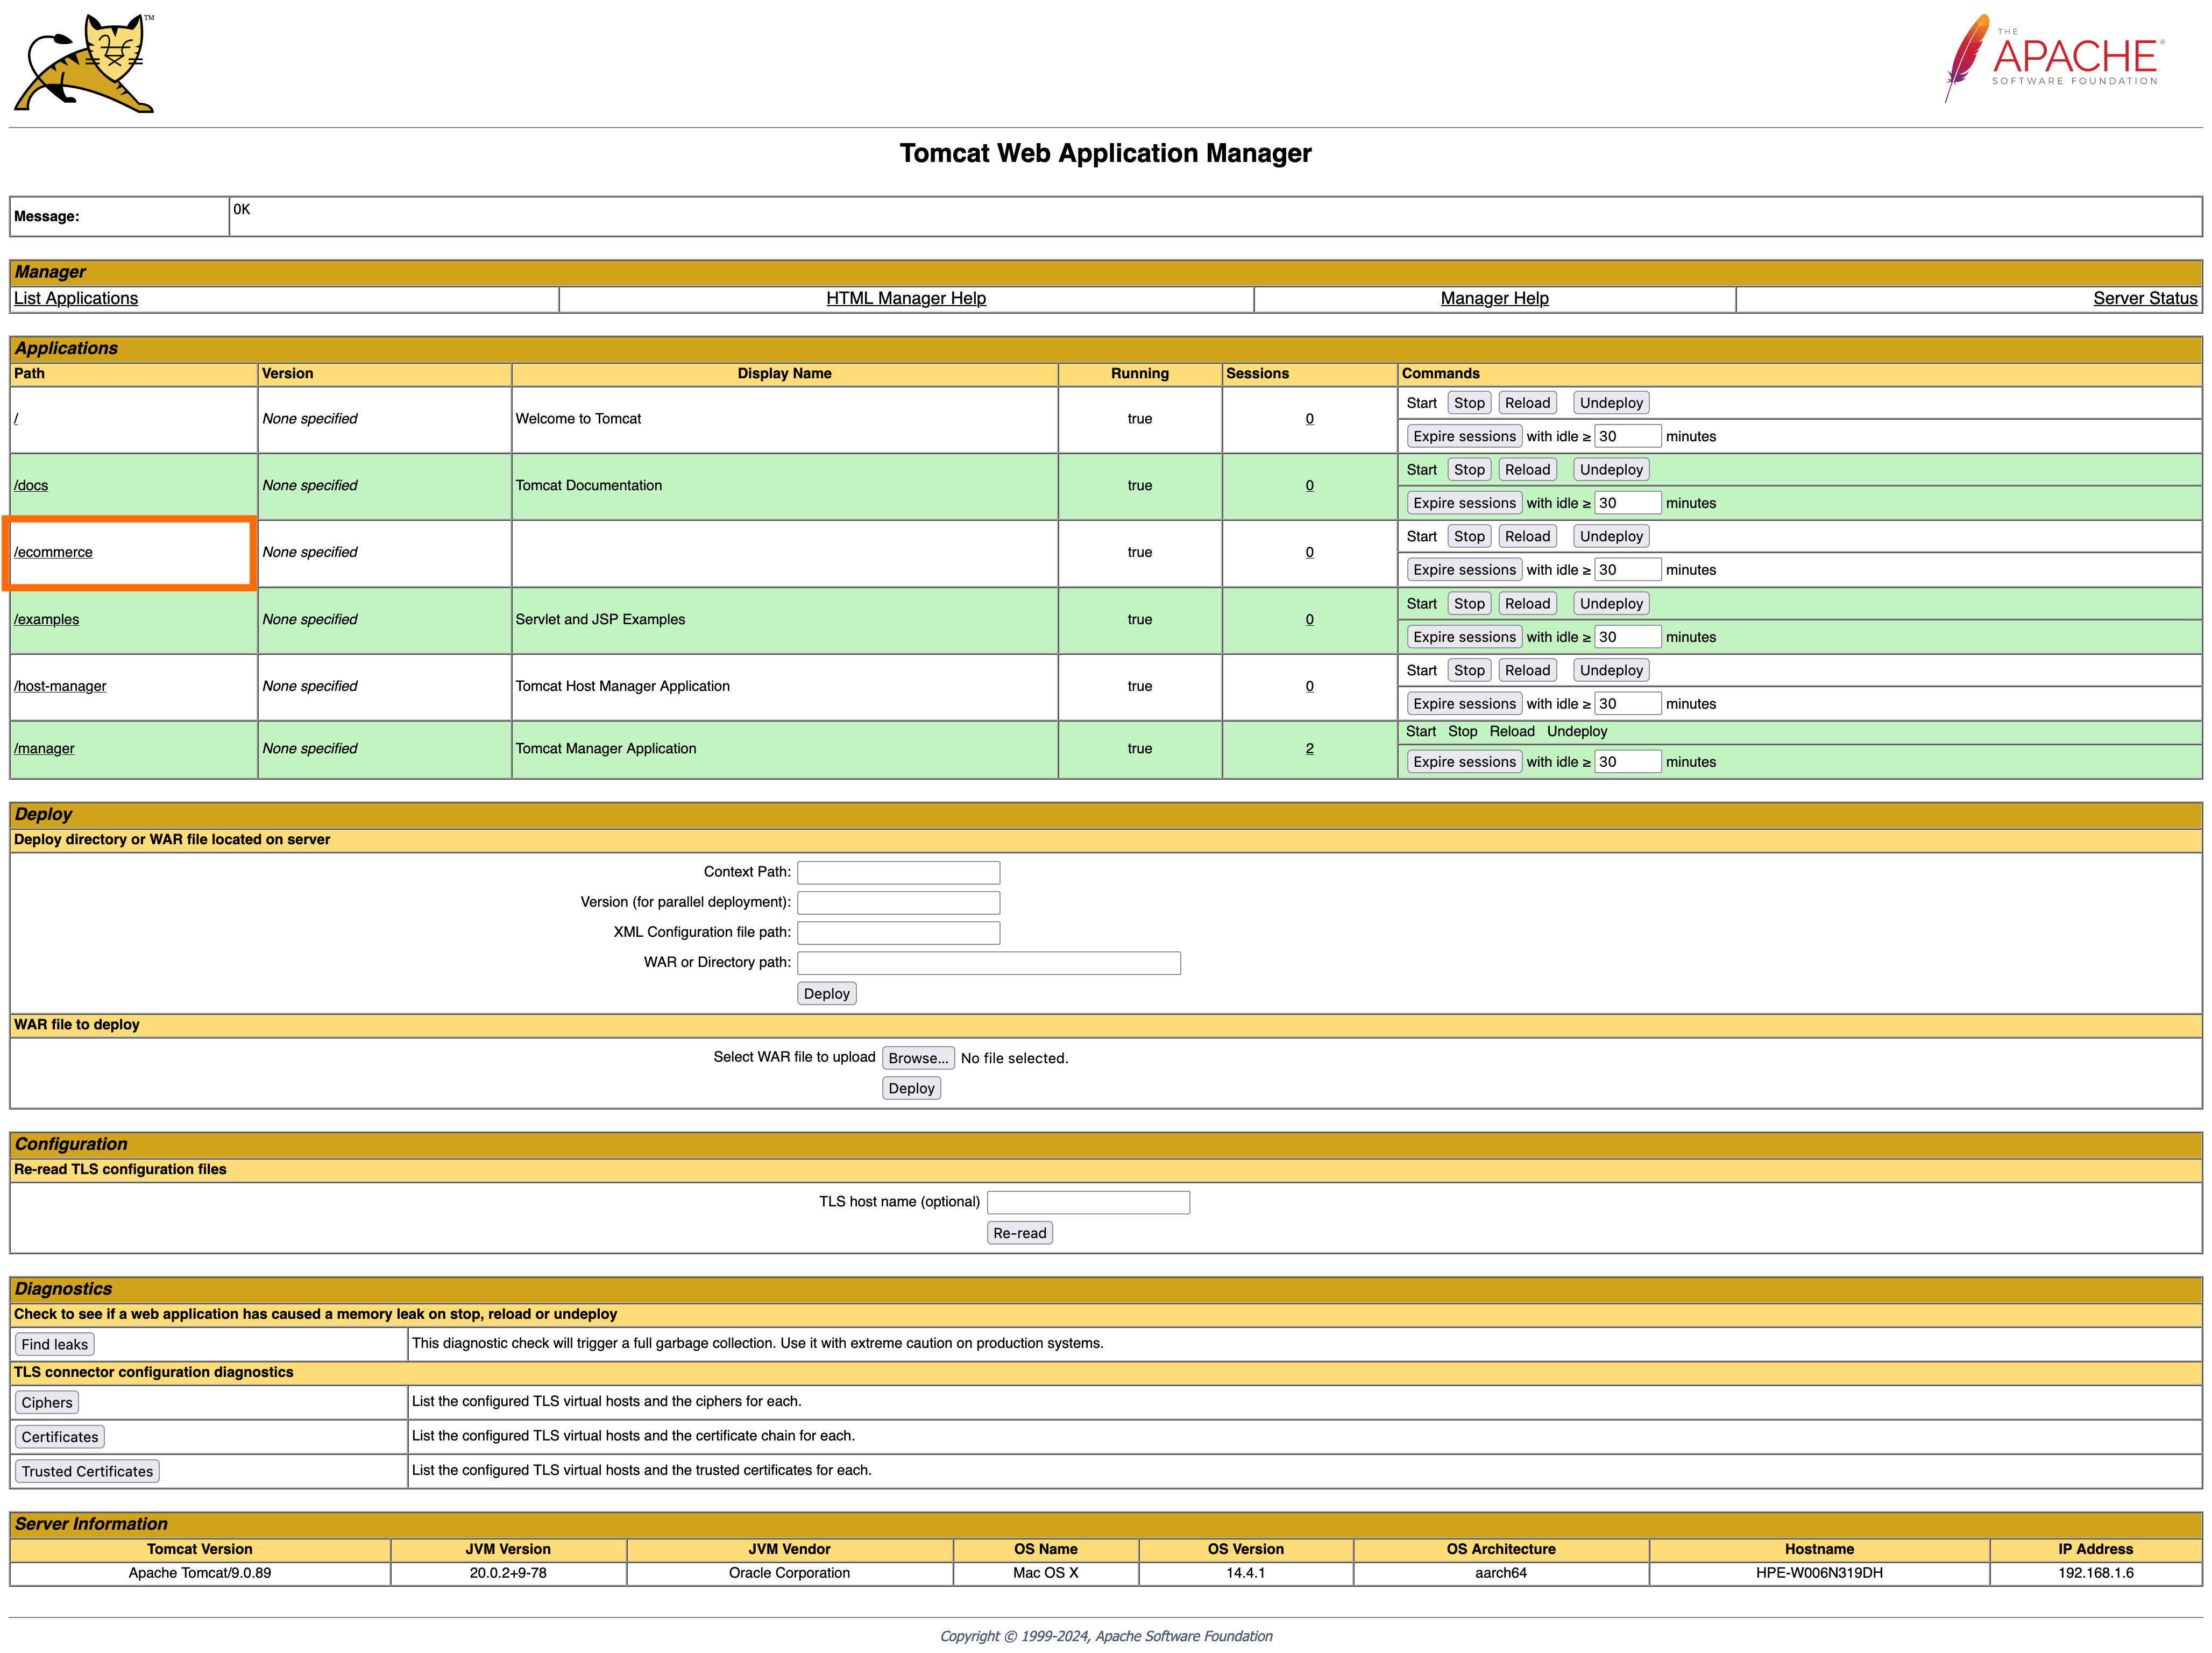 TM
THE
APACHE®
SOFTWARE FOUNDATION
Tomcat Web Application Manager
Message: OK
Manager
List Applications HTML Manager Help Manager Help Server Status
Applications
Path Version Display Name Running Sessions Commands
/ None specified Welcome to Tomcat true 0 Start Stop Reload Undeploy
Expire sessions with idle ≥ 30 minutes
/docs None specified Tomcat Documentation true 0 Start Stop Reload Undeploy
Expire sessions with idle ≥ 30 minutes
/ecommerce None specified true 0 Start Stop Reload Undeploy
Expire sessions with idle ≥ 30 minutes
/examples None specified Servlet and JSP Examples true 0 Start Stop Reload Undeploy
Expire sessions with idle ≥ 30 minutes
/host-manager None specified Tomcat Host Manager Application true 0 Start Stop Reload Undeploy
Expire sessions with idle ≥ 30 minutes
/manager None specified Tomcat Manager Application true 2 Start Stop Reload Undeploy
Expire sessions with idle ≥ 30 minutes
Deploy
Deploy directory or WAR file located on server
Context Path:
Version (for parallel deployment):
XML Configuration file path:
WAR or Directory path:
Deploy
WAR file to deploy
Select WAR file to upload Browse... No file selected.
Deploy
Configuration
Re-read TLS configuration files
TLS host name (optional)
Re-read
Diagnostics
Check to see if a web application has caused a memory leak on stop, reload or undeploy
Find leaks This diagnostic check will trigger a full garbage collection. Use it with extreme caution on production systems.
TLS connector configuration diagnostics
Ciphers List the configured TLS virtual hosts and the ciphers for each.
Certificates List the configured TLS virtual hosts and the certificate chain for each.
Trusted Certificates List the configured TLS virtual hosts and the trusted certificates for each.
Server Information
Tomcat Version JVM Version JVM Vendor OS Name OS Version OS Architecture Hostname IP Address
Apache Tomcat/9.0.89 20.0.2+9-78 Oracle Corporation Mac OS X 14.4.1 aarch64 HPE-W006N319DH 192.168.1.6
Copyright © 1999-2024, Apache Software Foundation